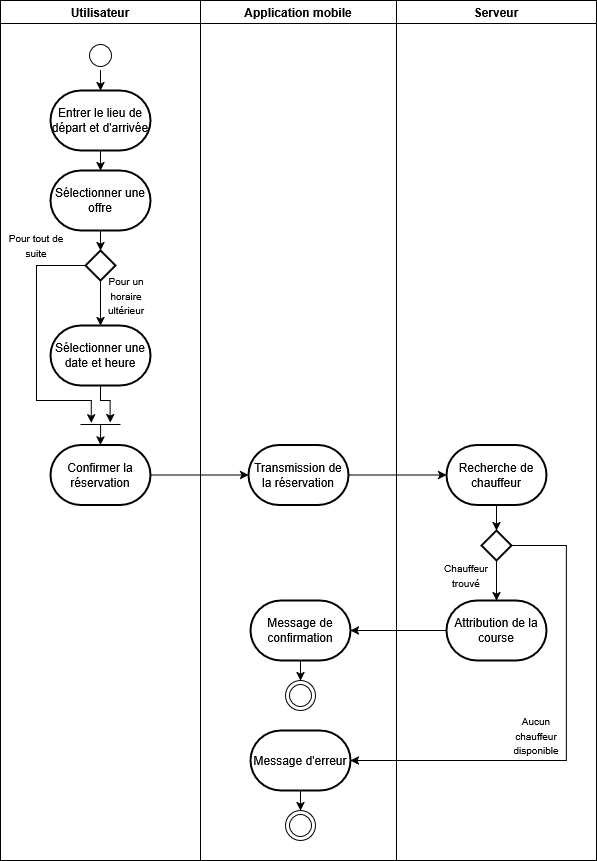 Utilisateur
Application mobile
Serveur
Entrer le lieu de
départ et d'arrivée
Sélectionner une
offre
Pour tout de
suite
Pour un
horaire
ultérieur
Sélectionner une
date et heure
Confirmer la
réservation
Transmission de
la réservation
Recherche de
chauffeur
Chauffeur
trouvé
Message de
confirmation
Attribution de la
course
Aucun
chauffeur
disponible
Message d'erreur